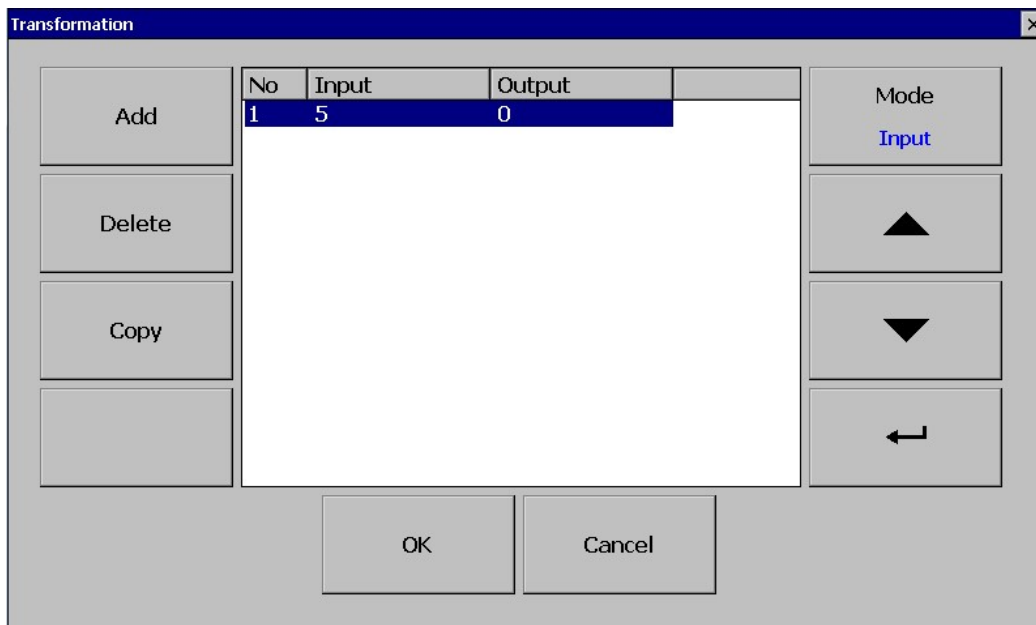 Transformation
Add
Delete
Copy
No Input Output
1 5 0
Mode
Input
OK Cancel